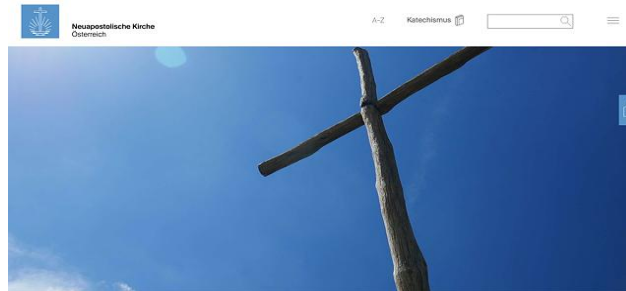 Neuapostolische Kirche
Österreich
A-Z
Katechismus